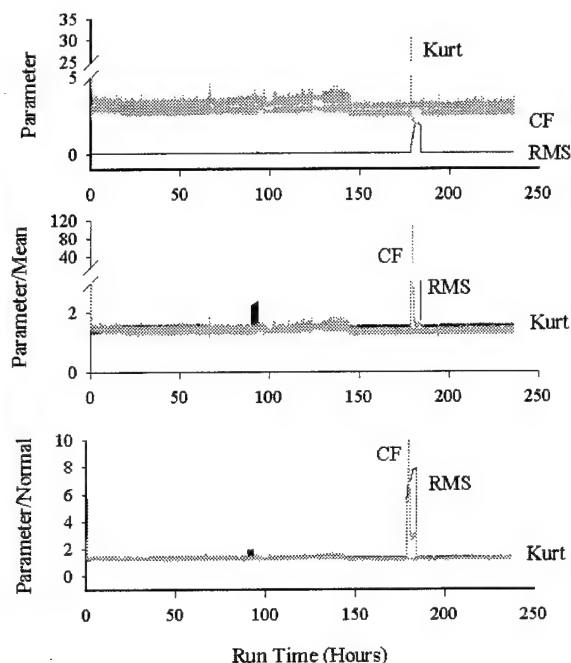 35
30
25
5
0
Parameter
Kurt
CF
RMS
0 50 100 150 200 250
120
80
40
2
0
Parameter/Mean
CF
RMS
Kurt
0 50 100 150 200 250
10
8
6
4
2
0
Parameter/Normal
CF
RMS
Kurt
0 50 100 150 200 250
Run Time (Hours)